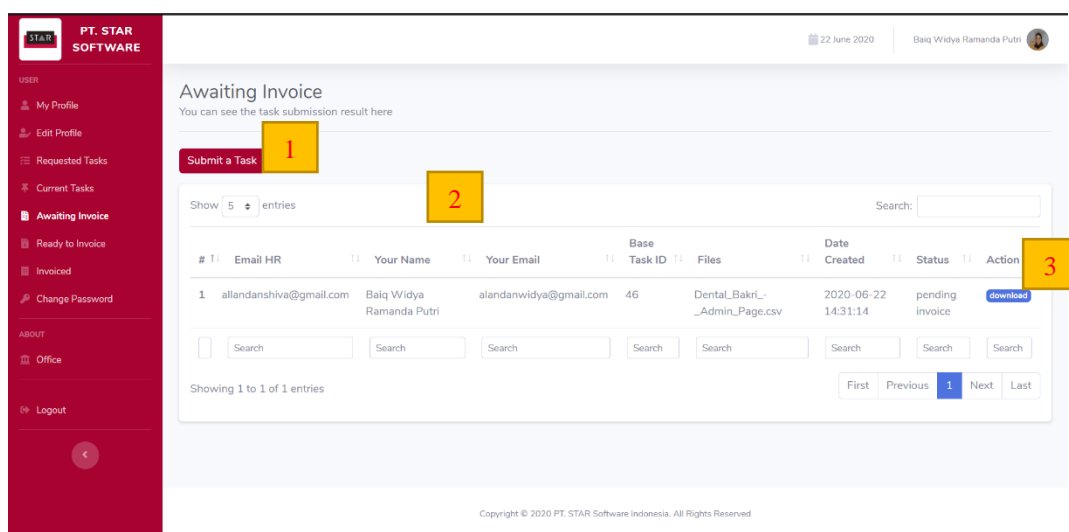 STAR
PT. STAR
SOFTWARE
22 June 2020
Baiq Widya Ramanda Putri
USER
My Profile
Edit Profile
Requested Tasks
Current Tasks
Awaiting Invoice
Ready to Invoice
Invoiced
Change Password
ABOUT
Office
Logout
Awaiting Invoice
You can see the task submission result here
Submit a Task
1
2
Show 5 entries
Search:
# Email HR Your Name Your Email Base Task ID Files Date Created Status Action
3
1 allandanshiva@gmail.com Baiq Widya Ramanda Putri alandanwidya@gmail.com 46 Dental_Bakri_-_Admin_Page.csv 2020-06-22 14:31:14 pending invoice download
Search Search Search Search Search Search Search Search
Showing 1 to 1 of 1 entries
First Previous 1 Next Last
Copyright © 2020 PT. STAR Software Indonesia. All Rights Reserved